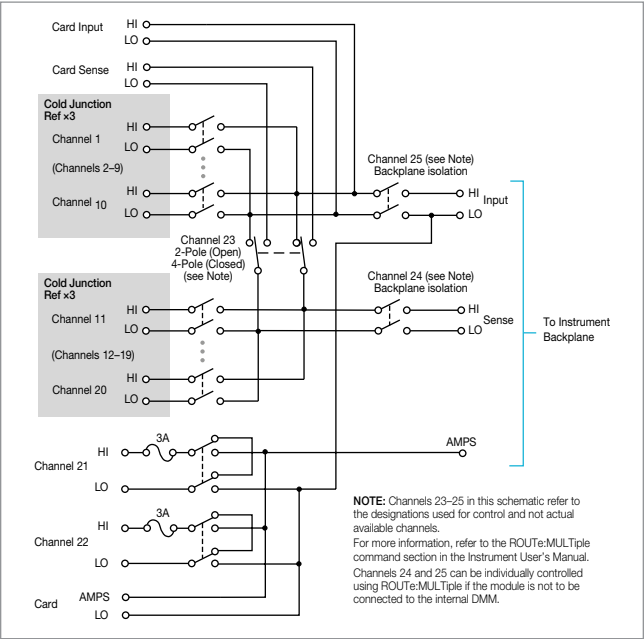 Card Input
HI
LO
Card Sense
HI
LO
Cold Junction
Ref ×3
Channel 1
HI
LO
(Channels 2–9)
Channel 10
HI
LO
Channel 25 (see Note)
Backplane isolation
HI
Input
LO
Channel 23
2-Pole (Open)
4-Pole (Closed)
(see Note)
Cold Junction
Ref ×3
Channel 11
HI
LO
(Channels 12–19)
Channel 20
HI
LO
Channel 24 (see Note)
Backplane isolation
HI
Sense
LO
To Instrument
Backplane
Channel 21
HI
3A
LO
AMPS
Channel 22
HI
3A
LO
Card
AMPS
LO
NOTE: Channels 23–25 in this schematic refer to
the designations used for control and not actual
available channels.
For more information, refer to the ROUTe:MULTiple
command section in the Instrument User's Manual.
Channels 24 and 25 can be individually controlled
using ROUTe:MULTiple if the module is not to be
connected to the internal DMM.